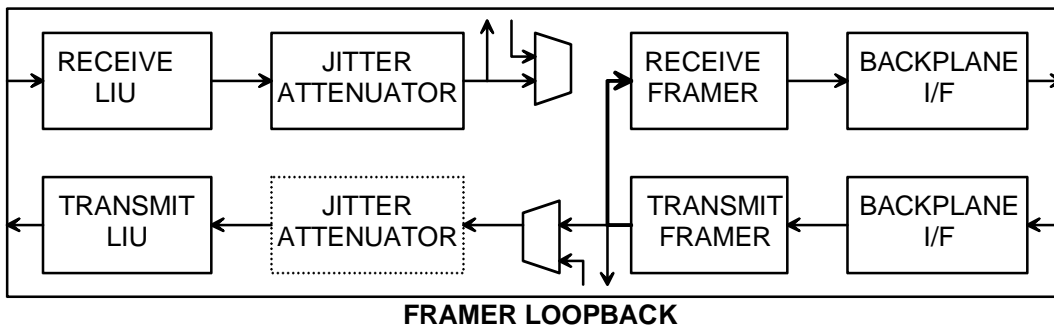 RECEIVE
LIU
JITTER
ATTENUATOR
RECEIVE
FRAMER
BACKPLANE
I/F
TRANSMIT
LIU
JITTER
ATTENUATOR
TRANSMIT
FRAMER
BACKPLANE
I/F
FRAMER LOOPBACK